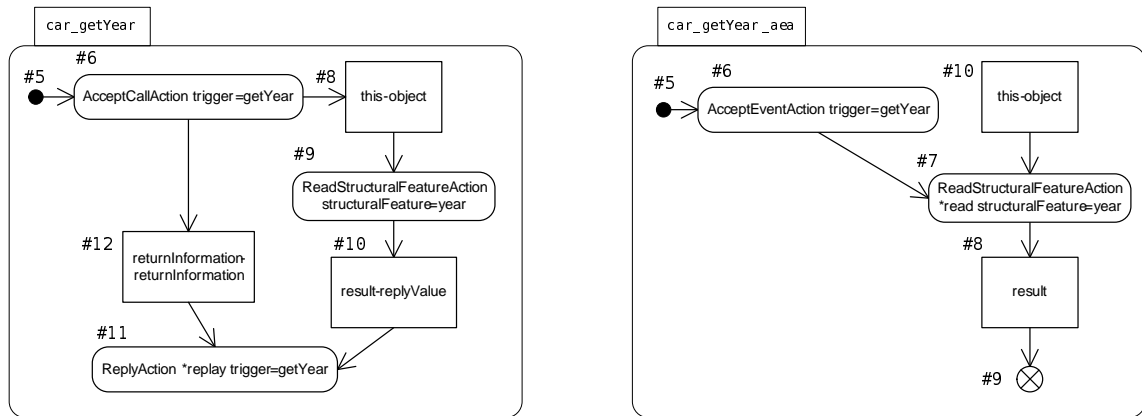 car_getYear
#6
#5
AcceptCallAction trigger=getYear
#8
this-object
#9
ReadStructuralFeatureAction
structuralFeature=year
#12
returnInformation-
returnInformation
#10
result-replyValue
#11
ReplyAction *replay trigger=getYear
car_getYear_aea
#6
#5
AcceptEventAction trigger=getYear
#10
this-object
#7
ReadStructuralFeatureAction
*read structuralFeature=year
#8
result
#9